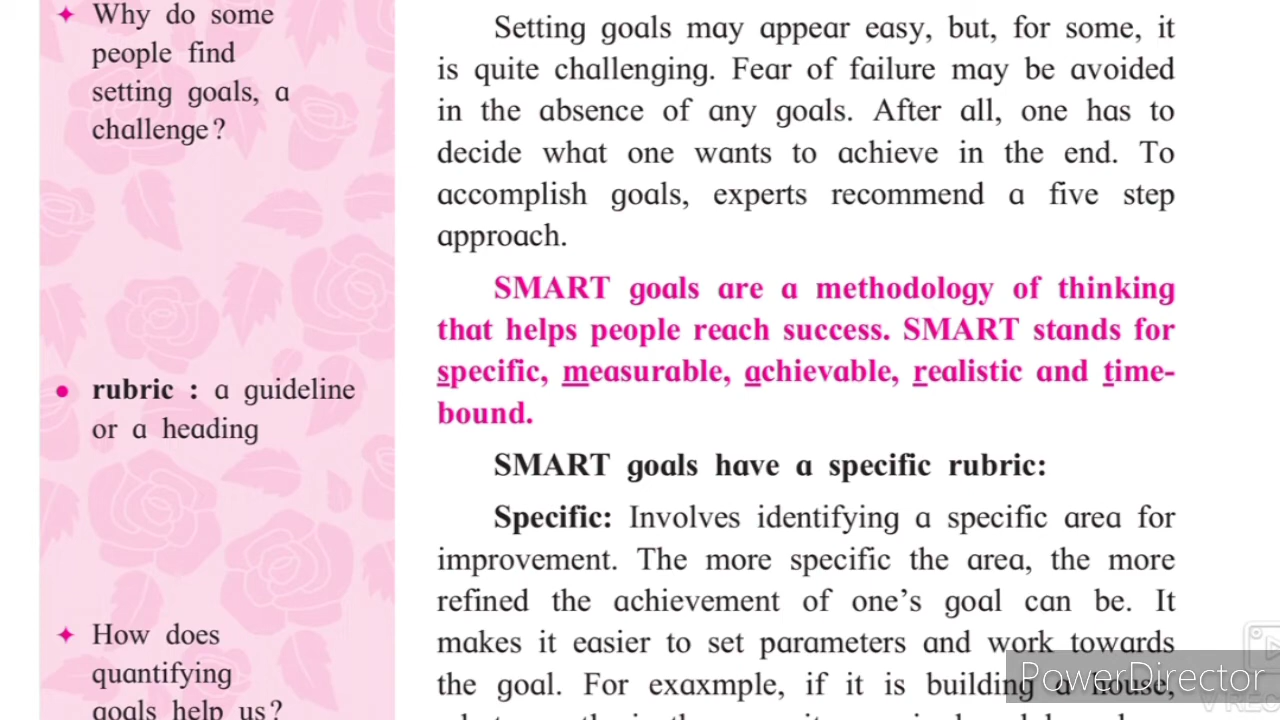 ✦ Why do some
people find
setting goals, a
challenge?
• rubric : a guideline
or a heading
✦ How does
quantifying
goals help us?
Setting goals may appear easy, but, for some, it
is quite challenging. Fear of failure may be avoided
in the absence of any goals. After all, one has to
decide what one wants to achieve in the end. To
accomplish goals, experts recommend a five step
approach.
SMART goals are a methodology of thinking
that helps people reach success. SMART stands for
specific, measurable, achievable, realistic and time-
bound.
SMART goals have a specific rubric:
Specific: Involves identifying a specific area for
improvement. The more specific the area, the more
refined the achievement of one's goal can be. It
makes it easier to set parameters and work towards
the goal. For exaxmple, if it is building a house,
PowerDirector